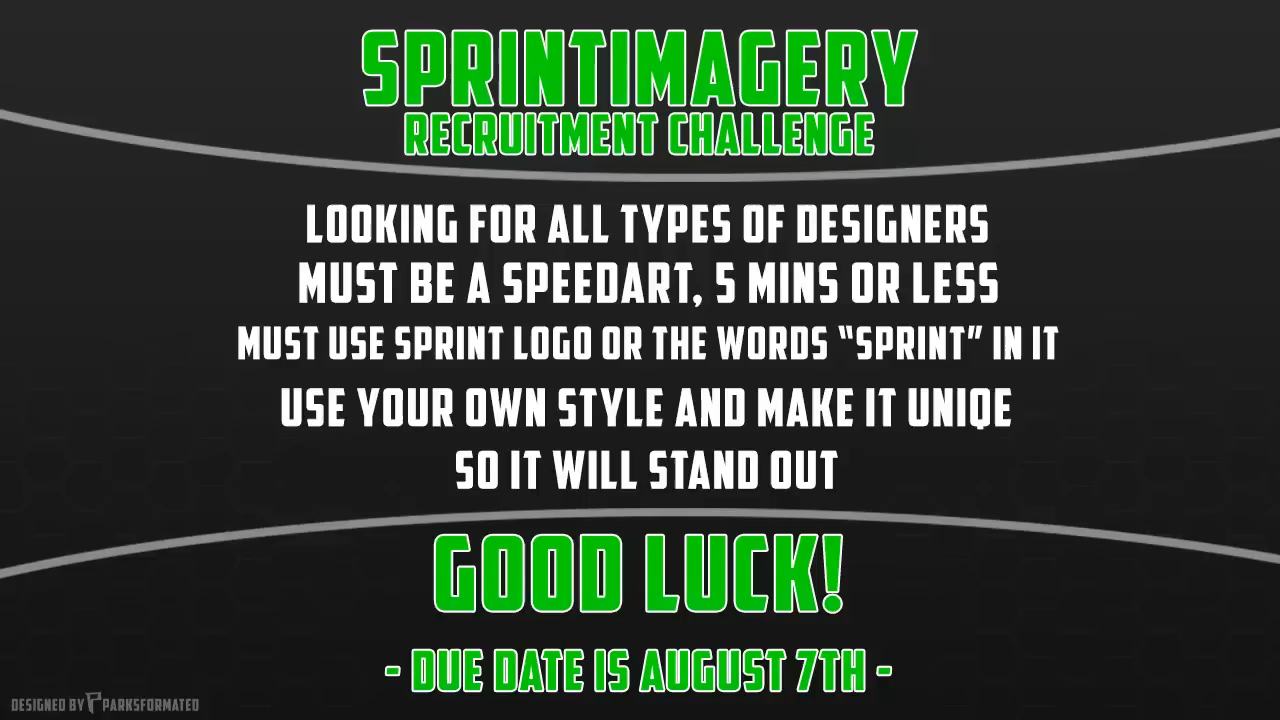 SPRINTIMAGERY
RECRUITMENT CHALLENGE
LOOKING FOR ALL TYPES OF DESIGNERS
MUST BE A SPEEDART, 5 MINS OR LESS
MUST USE SPRINT LOGO OR THE WORDS “SPRINT” IN IT
USE YOUR OWN STYLE AND MAKE IT UNIQE
SO IT WILL STAND OUT
GOOD LUCK!
- DUE DATE IS AUGUST 7TH -
DESIGNED BY PARKSFORMATED